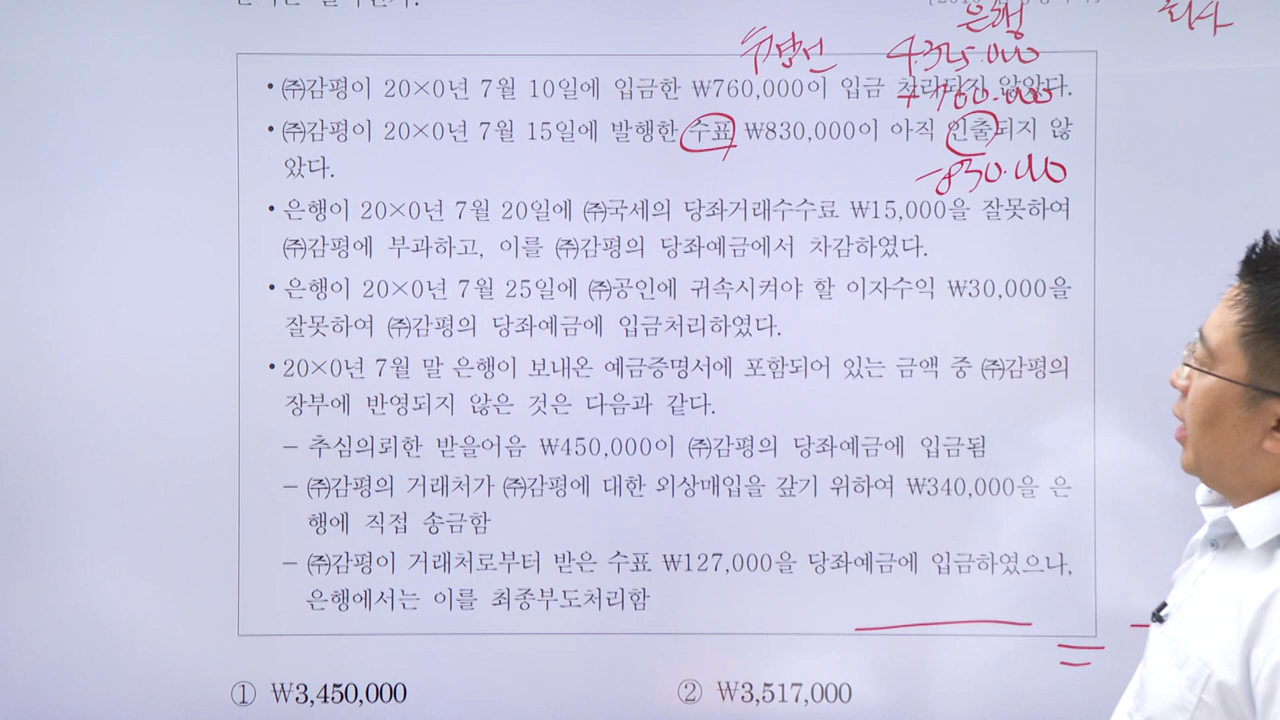 은행
회사
수남선
4,325,000
• ㈜감평이 20×0년 7월 10일에 입금한 ₩760,000이 입금 처리되지 않았다.
+760,000
• ㈜감평이 20×0년 7월 15일에 발행한 수표 ₩830,000이 아직 인출되지 않
았다.
-830,000
• 은행이 20×0년 7월 20일에 ㈜국세의 당좌거래수수료 ₩15,000을 잘못하여
㈜감평에 부과하고, 이를 ㈜감평의 당좌예금에서 차감하였다.
• 은행이 20×0년 7월 25일에 ㈜공인에 귀속시켜야 할 이자수익 ₩30,000을
잘못하여 ㈜감평의 당좌예금에 입금처리하였다.
• 20×0년 7월 말 은행이 보내온 예금증명서에 포함되어 있는 금액 중 ㈜감평의
장부에 반영되지 않은 것은 다음과 같다.
– 추심의뢰한 받을어음 ₩450,000이 ㈜감평의 당좌예금에 입금됨
– ㈜감평의 거래처가 ㈜감평에 대한 외상매입을 갚기 위하여 ₩340,000을 은
행에 직접 송금함
– ㈜감평이 거래처로부터 받은 수표 ₩127,000을 당좌예금에 입금하였으나,
은행에서는 이를 최종부도처리함
① ₩3,450,000 ② ₩3,517,000